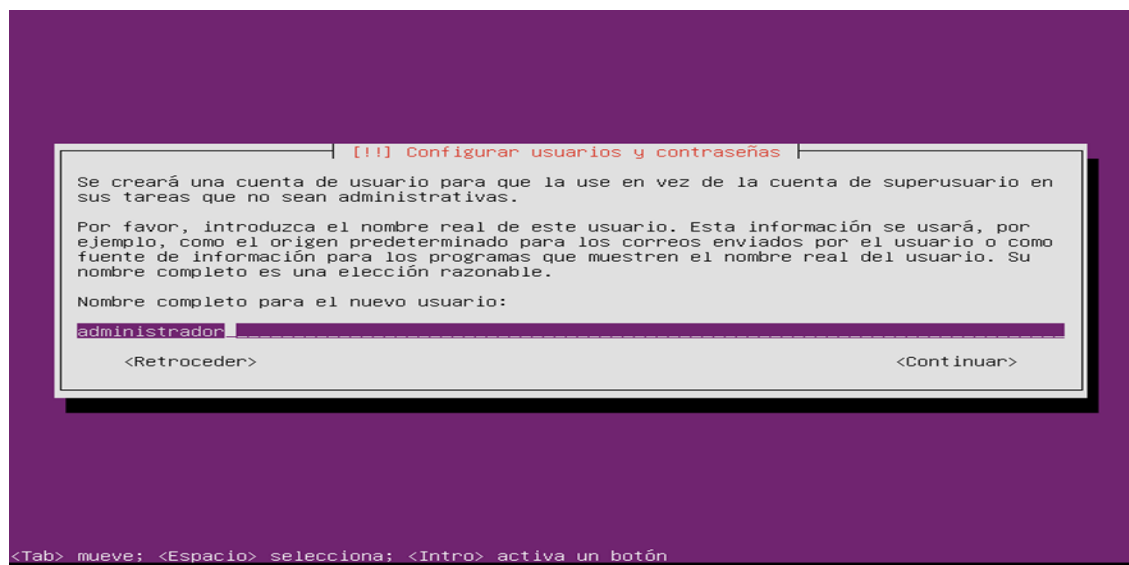 [!!] Configurar usuarios y contraseñas
Se creará una cuenta de usuario para que la use en vez de la cuenta de superusuario en
sus tareas que no sean administrativas.
Por favor, introduzca el nombre real de este usuario. Esta información se usará, por
ejemplo, como el origen predeterminado para los correos enviados por el usuario o como
fuente de información para los programas que muestren el nombre real del usuario. Su
nombre completo es una elección razonable.
Nombre completo para el nuevo usuario:
administrador
<Retroceder> <Continuar>
<Tab> mueve; <Espacio> selecciona; <Intro> activa un botón